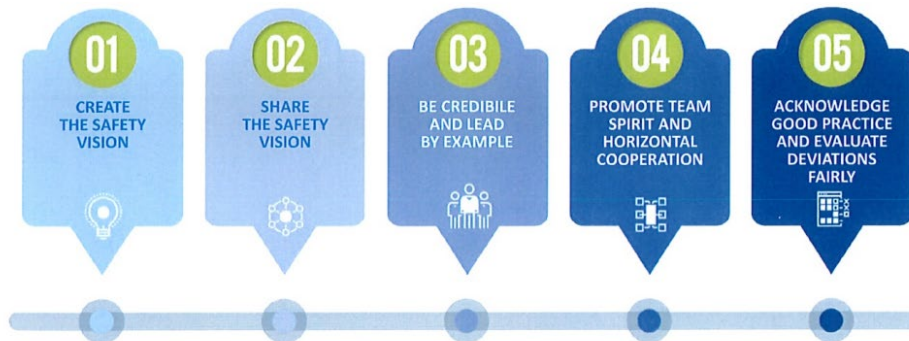 01
CREATE
THE SAFETY
VISION
02
SHARE
THE SAFETY
VISION
03
BE CREDIBILE
AND LEAD
BY EXAMPLE
04
PROMOTE TEAM
SPIRIT AND
HORIZONTAL
COOPERATION
05
ACKNOWLEDGE
GOOD PRACTICE
AND EVALUATE
DEVIATIONS
FAIRLY